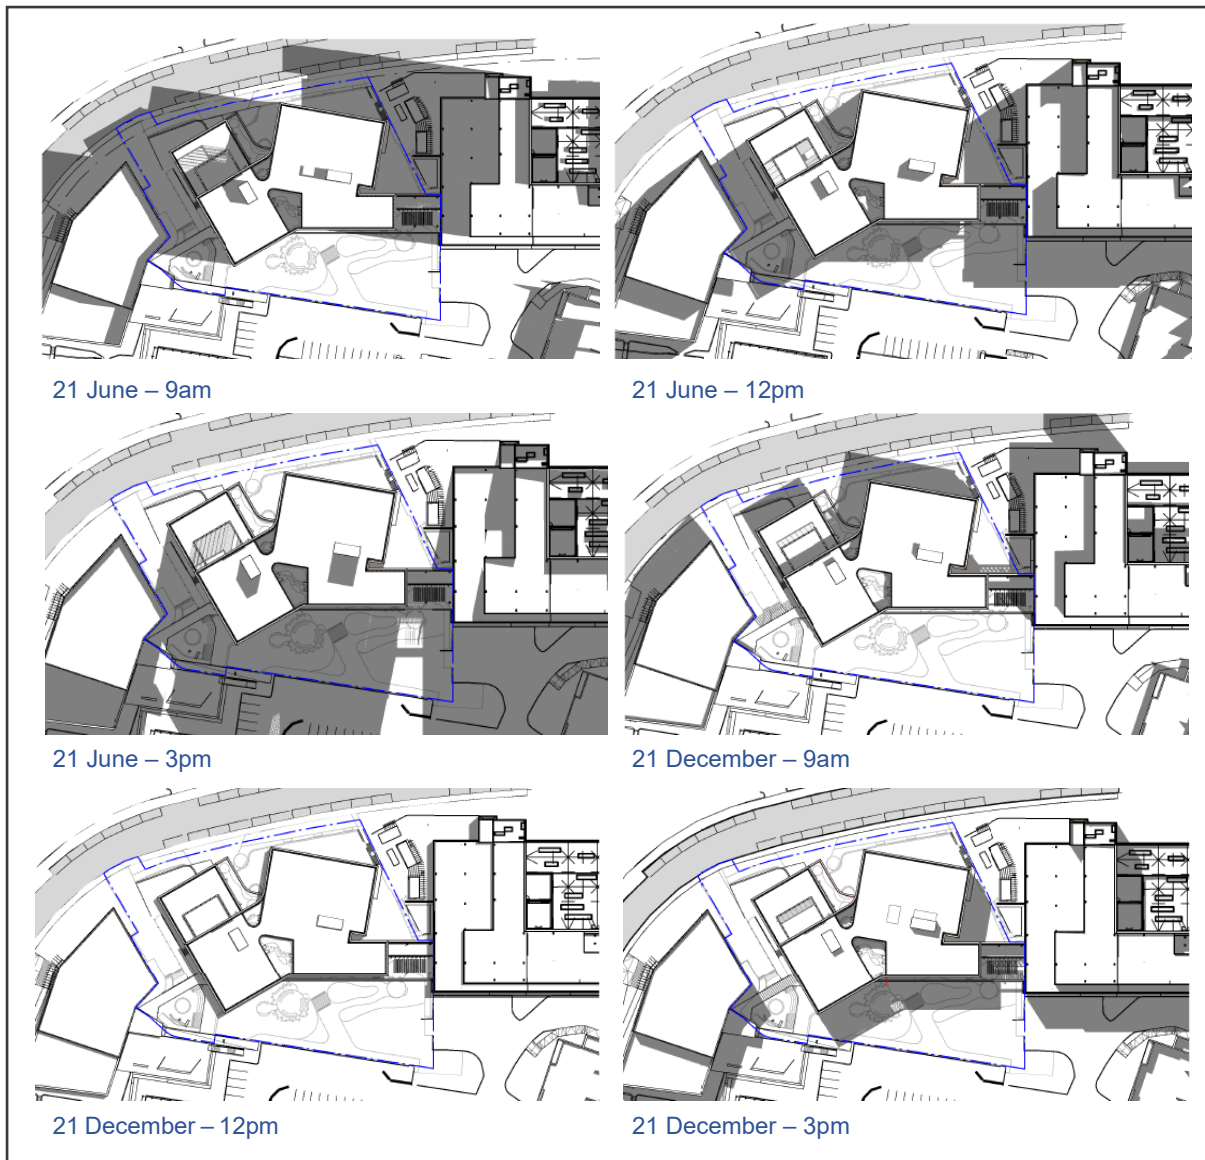 21 June – 9am
21 June – 12pm
21 June – 3pm
21 December – 9am
21 December – 12pm
21 December – 3pm